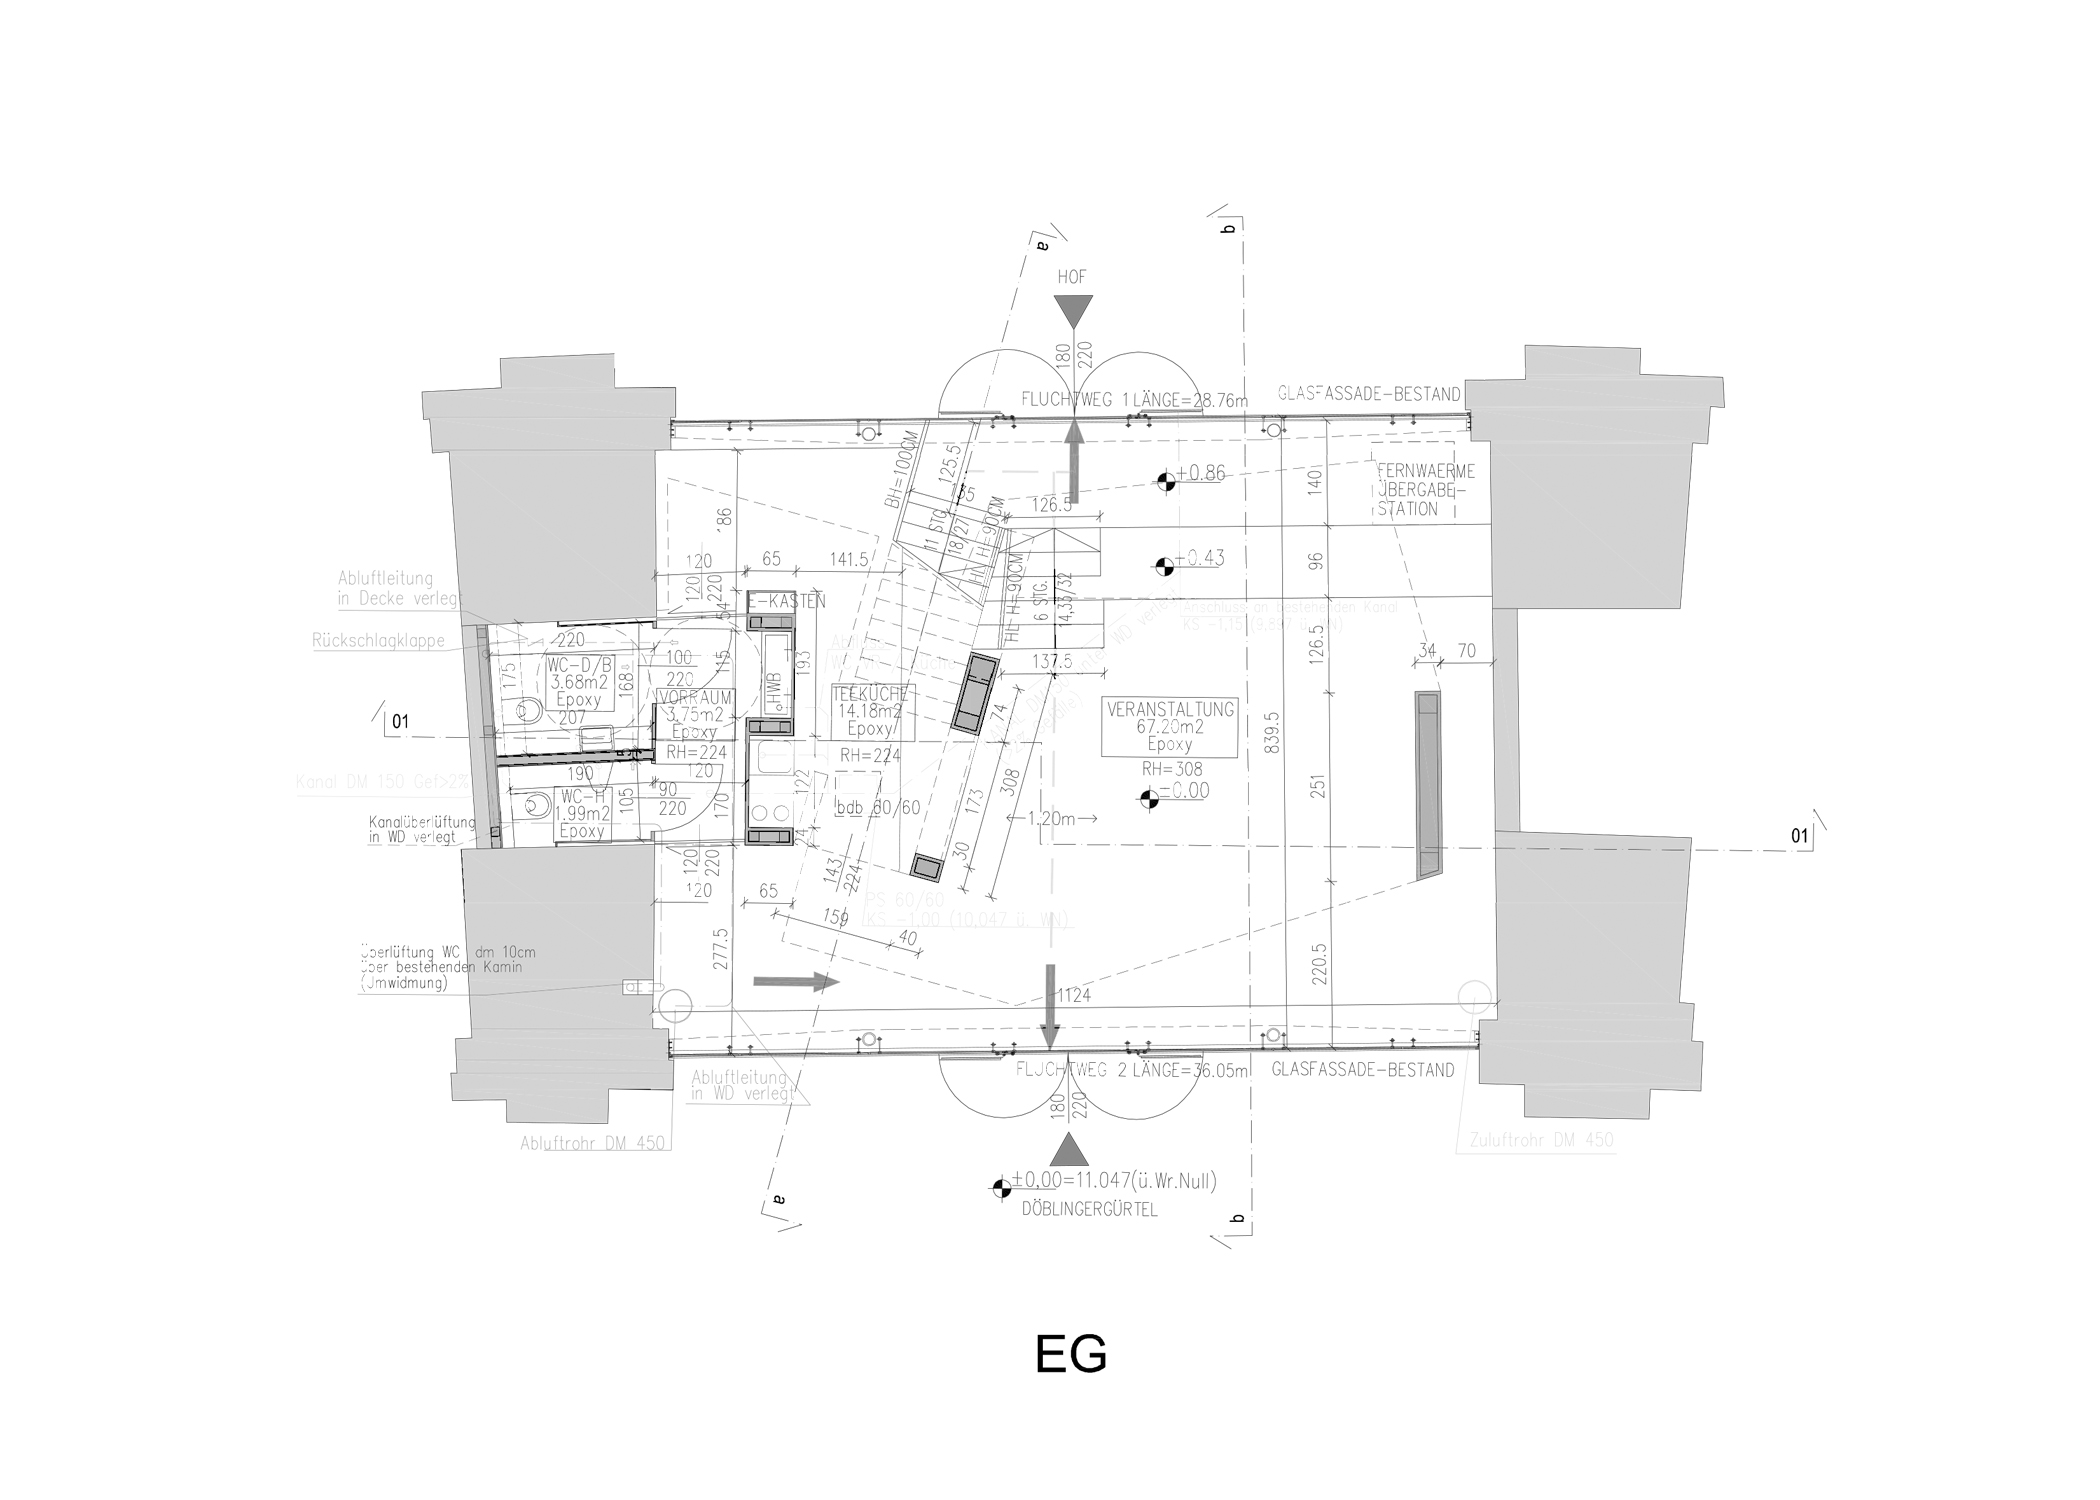 a
b
HOF
180
220
FLUCHTWEG 1 LÄNGE=28.76m
GLASFASSADE-BESTAND
BH=100CM
125.5
135
126.5
+0.86
140
FERNWAERME
ÜBERGABE-
STATION
11 STG.
18/27
HLH=90CM
HLH=90CM
6 STG.
14,33/32
+0.43
96
120
65
141.5
120
220
54
E-KASTEN
Abluftleitung
in Decke verlegt
Rückschlagklappe
220
175
WC-D/B
3.68m2
Epoxy
207
168
100
220
115
HWB
193
VORRAUM
3.75m2
Epoxy
RH=224
TEEKÜCHE
14.18m2
Epoxy
RH=224
Anschluss an bestehenden Kanal
KS -1,15 (9.897 ü. WN)
126.5
137.5
34
70
74
VERANSTALTUNG
67.20m2
Epoxy
RH=308
±0.00
839.5
251
01
01
Kanal DM 150 Gef>2%
190
WC-H
1.99m2
Epoxy
105
90
220
120
170
122
24
bdb 60/60
308
173
1.20m
30
Kanalüberlüftung
in WD verlegt
120
220
120
65
143
224
PS 60/60
KS -1,00 (10.047 ü. WN)
159
40
277.5
220.5
Überlüftung WC dm 10cm
über bestehenden Kamin
(Umwidmung)
1124
Abluftleitung
in WD verlegt
FLUCHTWEG 2 LÄNGE=36.05m
GLASFASSADE-BESTAND
180
220
Abluftrohr DM 450
Zuluftrohr DM 450
±0,00=11.047(ü.Wr.Null)
DÖBLINGERGÜRTEL
a
b
EG